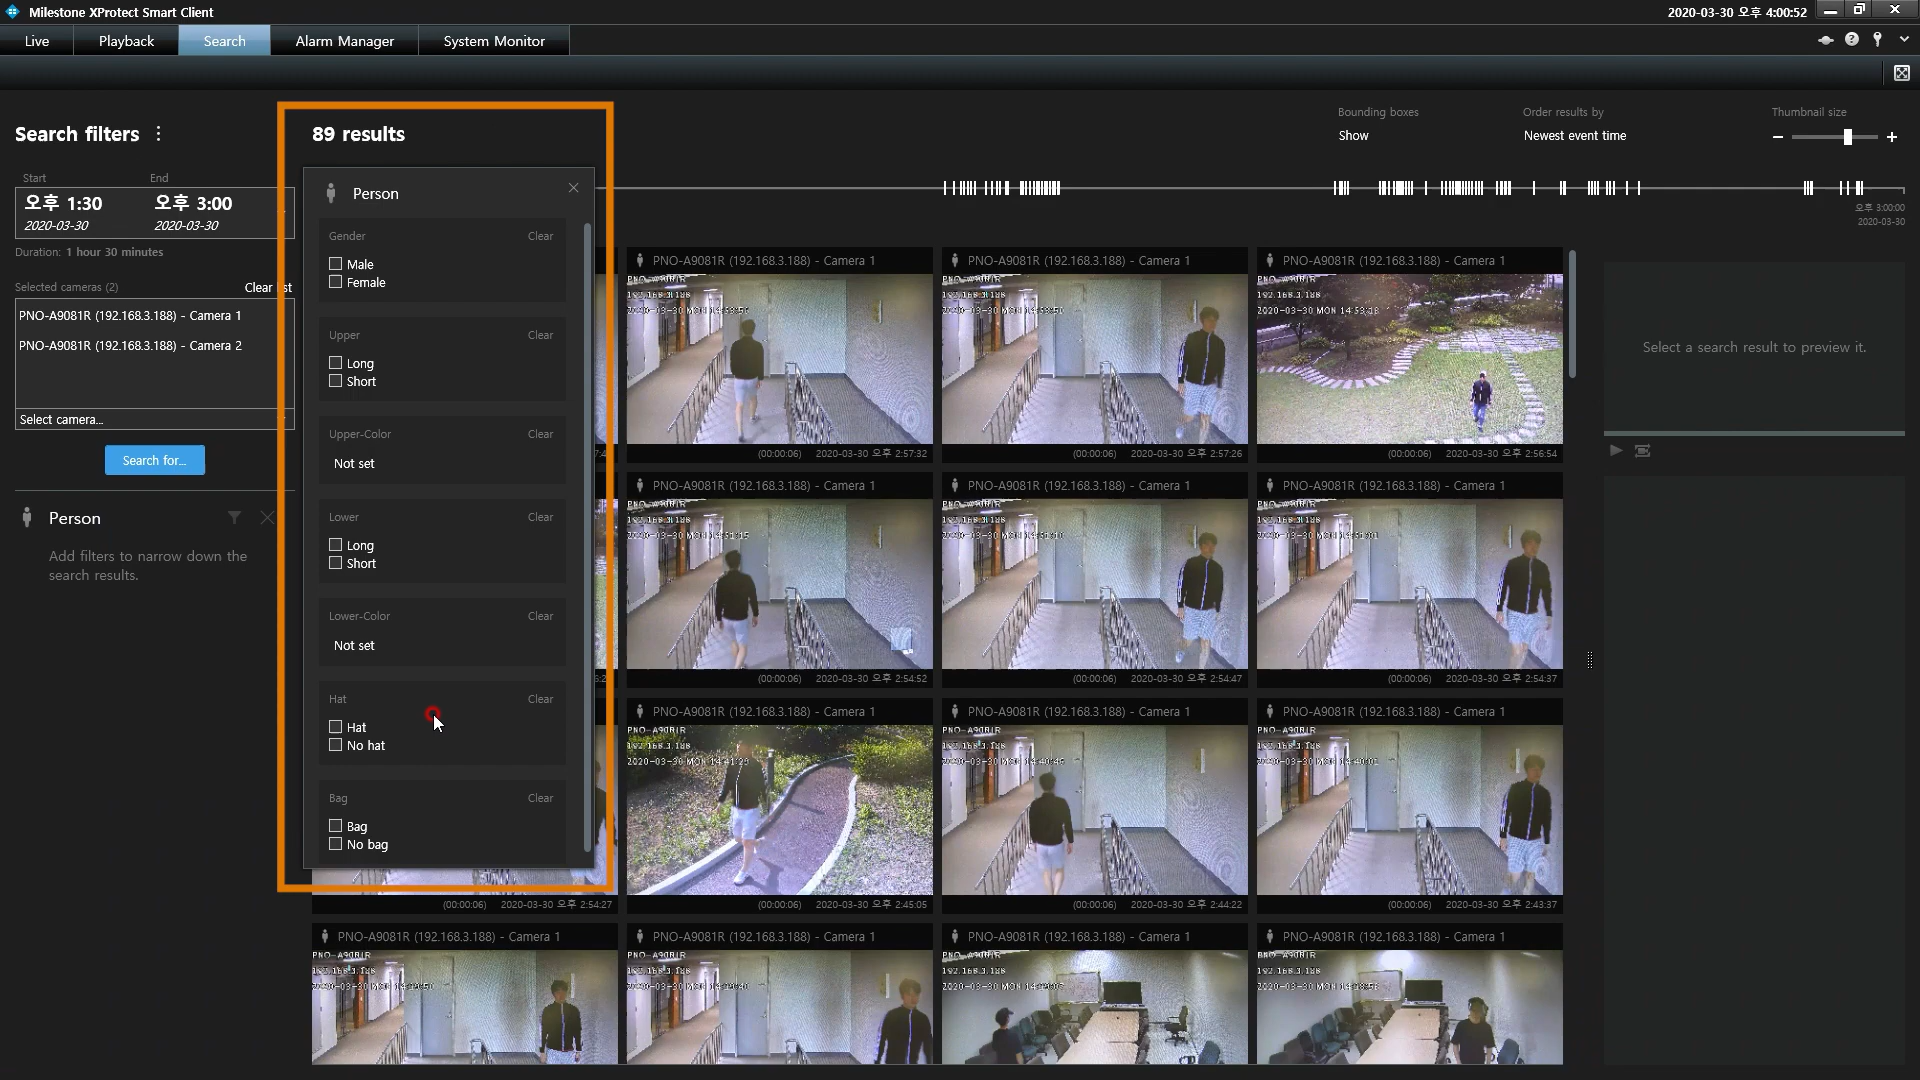 Milestone XProtect Smart Client
2020-03-30 오후 4:00:52
Live
Playback
Search
Alarm Manager
System Monitor
Search filters
89 results
Bounding boxes
Show
Order results by
Newest event time
Thumbnail size
Start
End
오후 1:30
오후 3:00
2020-03-30
2020-03-30
Duration: 1 hour 30 minutes
오후 3:00:00
2020-03-30
Selected cameras (2)
Clear
PNO-A9081R (192.168.3.188) - Camera 1
PNO-A9081R (192.168.3.188) - Camera 2
Select camera...
Search for...
Person
Add filters to narrow down the
search results.
Person
Gender
Clear
Male
Female
Upper
Clear
Long
Short
Upper-Color
Clear
Not set
Lower
Clear
Long
Short
Lower-Color
Clear
Not set
Hat
Clear
Hat
No hat
Bag
Clear
Bag
No bag
PNO-A9081R (192.168.3.188) - Camera 1
(00:00:06) 2020-03-30 오후 2:57:32
PNO-A9081R (192.168.3.188) - Camera 1
(00:00:06) 2020-03-30 오후 2:57:26
PNO-A9081R (192.168.3.188) - Camera 1
(00:00:06) 2020-03-30 오후 2:56:54
Select a search result to preview it.
PNO-A9081R (192.168.3.188) - Camera 1
(00:00:06) 2020-03-30 오후 2:54:52
PNO-A9081R (192.168.3.188) - Camera 1
(00:00:06) 2020-03-30 오후 2:54:47
PNO-A9081R (192.168.3.188) - Camera 1
(00:00:06) 2020-03-30 오후 2:54:37
(00:00:06) 2020-03-30 오후 2:54:27
PNO-A9081R (192.168.3.188) - Camera 1
(00:00:06) 2020-03-30 오후 2:45:05
PNO-A9081R (192.168.3.188) - Camera 1
(00:00:06) 2020-03-30 오후 2:44:22
PNO-A9081R (192.168.3.188) - Camera 1
(00:00:06) 2020-03-30 오후 2:43:37
PNO-A9081R (192.168.3.188) - Camera 1
PNO-A9081R (192.168.3.188) - Camera 1
PNO-A9081R (192.168.3.188) - Camera 1
PNO-A9081R (192.168.3.188) - Camera 1